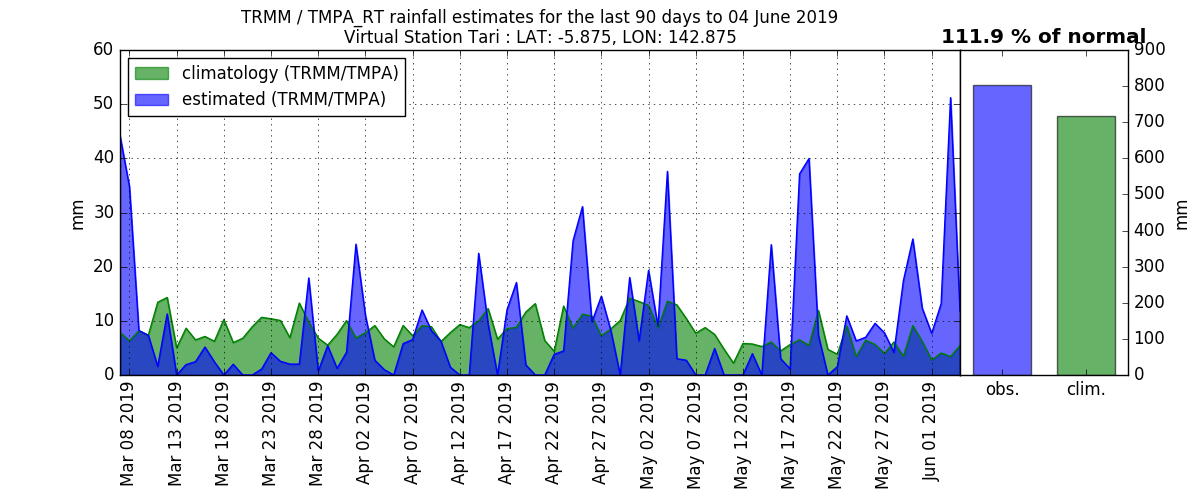 TRMM / TMPA_RT rainfall estimates for the last 90 days to 04 June 2019
Virtual Station Tari : LAT: -5.875, LON: 142.875
111.9 % of normal
climatology (TRMM/TMPA)
estimated (TRMM/TMPA)
60
50
40
30
20
10
0
mm
900
800
700
600
500
400
300
200
100
0
mm
obs.
clim.
Mar 08 2019
Mar 13 2019
Mar 18 2019
Mar 23 2019
Mar 28 2019
Apr 02 2019
Apr 07 2019
Apr 12 2019
Apr 17 2019
Apr 22 2019
Apr 27 2019
May 02 2019
May 07 2019
May 12 2019
May 17 2019
May 22 2019
May 27 2019
Jun 01 2019